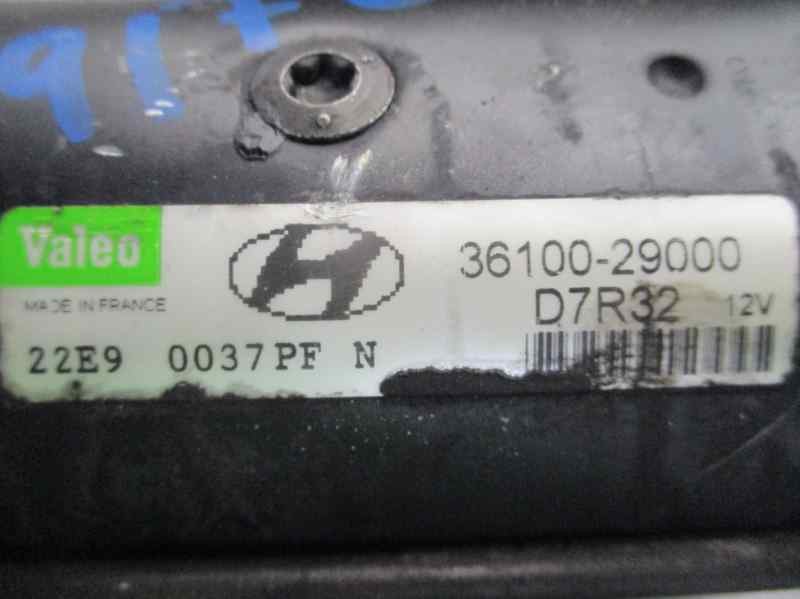 Valeo
36100-29000
MADE IN FRANCE
D7R32 12V
22E9 0037PF N